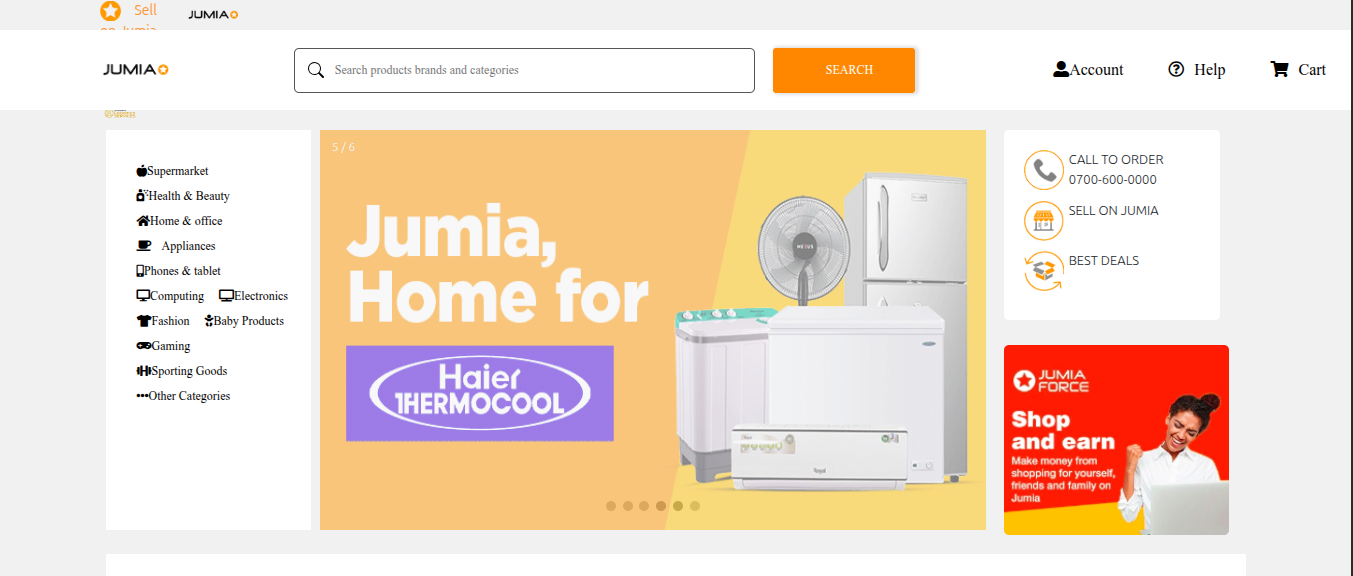 Sell
on Jumia
JUMIA
JUMIA
Search products brands and categories
SEARCH
Account
Help
Cart
Supermarket
Health & Beauty
Home & office
Appliances
Phones & tablet
Computing Electronics
Fashion Baby Products
Gaming
Sporting Goods
Other Categories
5 / 6
Jumia,
Home for
Haier
THERMOCOOL
CALL TO ORDER
0700-600-0000
SELL ON JUMIA
BEST DEALS
JUMIA
FORCE
Shop
and earn
Make money from
shopping for yourself,
friends and family on
Jumia